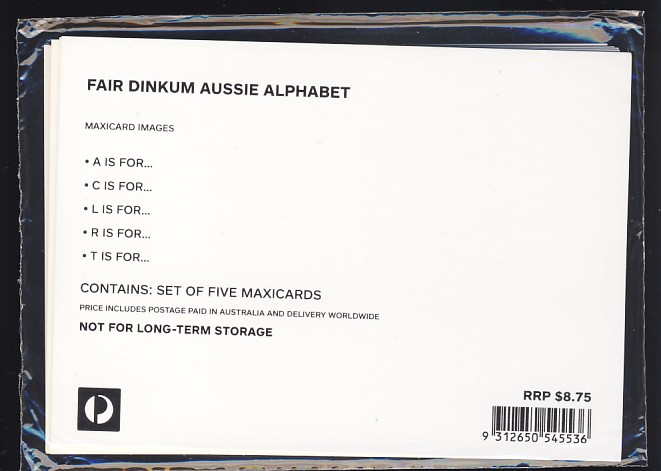 FAIR DINKUM AUSSIE ALPHABET
MAXICARD IMAGES
• A IS FOR...
• C IS FOR...
• L IS FOR...
• R IS FOR...
• T IS FOR...
CONTAINS: SET OF FIVE MAXICARDS
PRICE INCLUDES POSTAGE PAID IN AUSTRALIA AND DELIVERY WORLDWIDE
NOT FOR LONG-TERM STORAGE
RRP $8.75
9 312650 545536